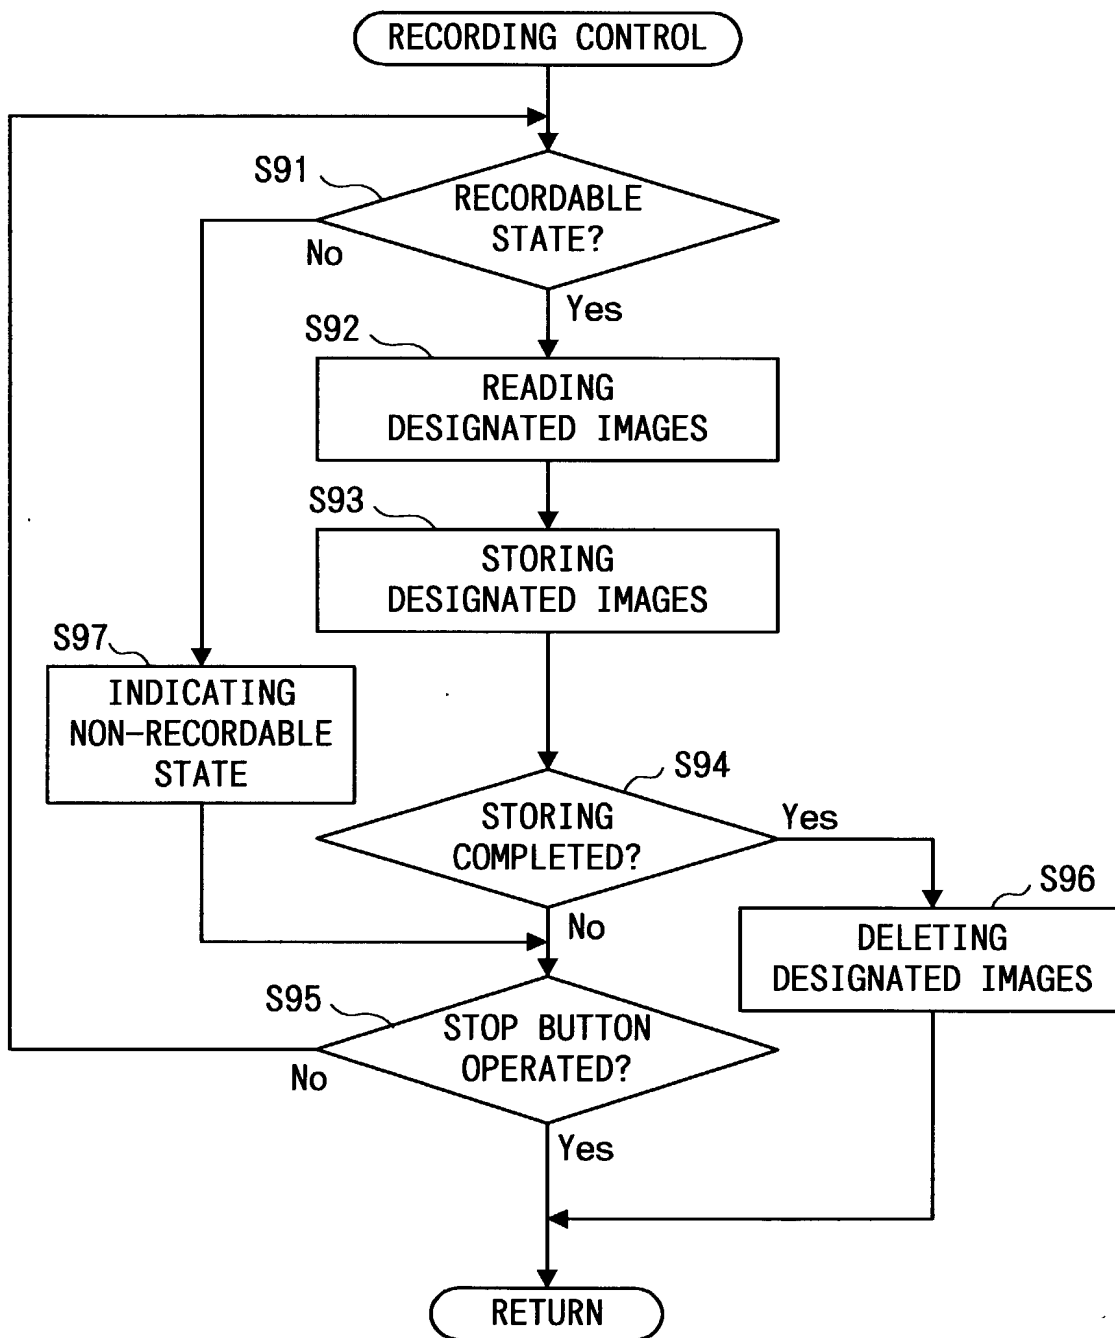 RECORDING CONTROL
S91
RECORDABLE
STATE?
No
Yes
S92
READING
DESIGNATED IMAGES
S93
STORING
DESIGNATED IMAGES
S97
INDICATING
NON-RECORDABLE
STATE
S94
STORING
COMPLETED?
Yes
No
S96
DELETING
DESIGNATED IMAGES
S95
STOP BUTTON
OPERATED?
No
Yes
RETURN